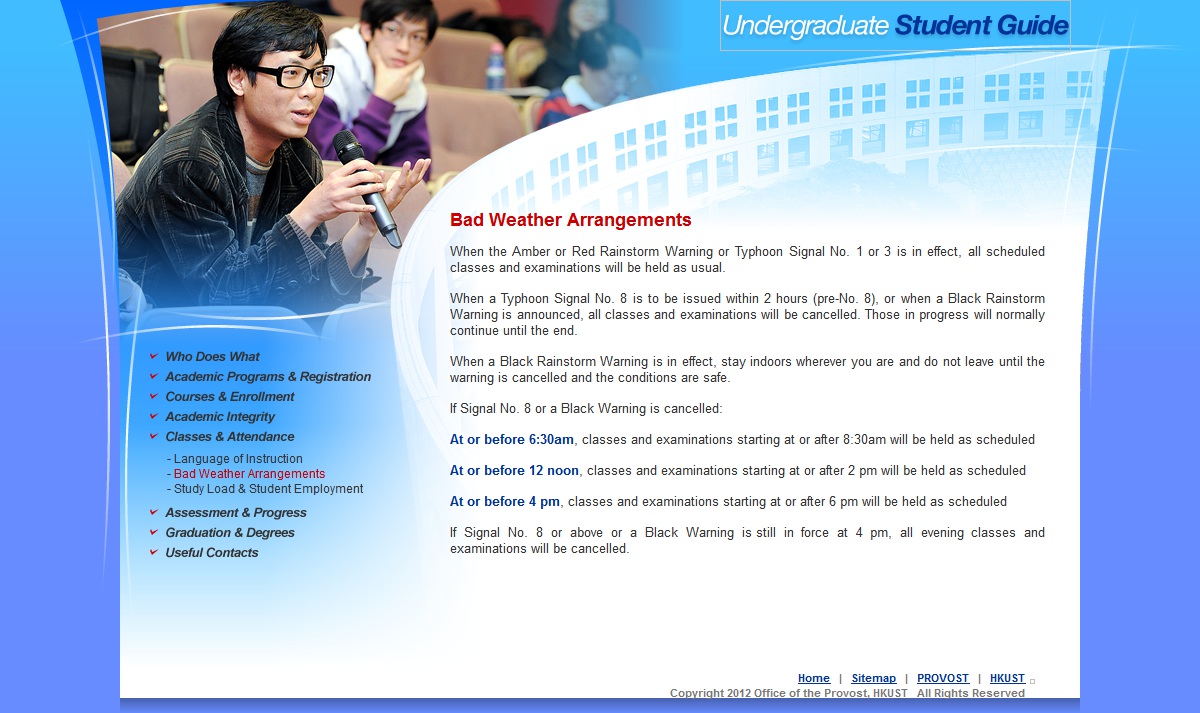 Undergraduate Student Guide
Bad Weather Arrangements
When the Amber or Red Rainstorm Warning or Typhoon Signal No. 1 or 3 is in effect, all scheduled
classes and examinations will be held as usual.
When a Typhoon Signal No. 8 is to be issued within 2 hours (pre-No. 8), or when a Black Rainstorm
Warning is announced, all classes and examinations will be cancelled. Those in progress will normally
continue until the end.
When a Black Rainstorm Warning is in effect, stay indoors wherever you are and do not leave until the
warning is cancelled and the conditions are safe.
If Signal No. 8 or a Black Warning is cancelled:
At or before 6:30am, classes and examinations starting at or after 8:30am will be held as scheduled
At or before 12 noon, classes and examinations starting at or after 2 pm will be held as scheduled
At or before 4 pm, classes and examinations starting at or after 6 pm will be held as scheduled
If Signal No. 8 or above or a Black Warning is still in force at 4 pm, all evening classes and
examinations will be cancelled.
Who Does What
Academic Programs & Registration
Courses & Enrollment
Academic Integrity
Classes & Attendance
- Language of Instruction
- Bad Weather Arrangements
- Study Load & Student Employment
Assessment & Progress
Graduation & Degrees
Useful Contacts
Home | Sitemap | PROVOST | HKUST
Copyright 2012 Office of the Provost, HKUST All Rights Reserved